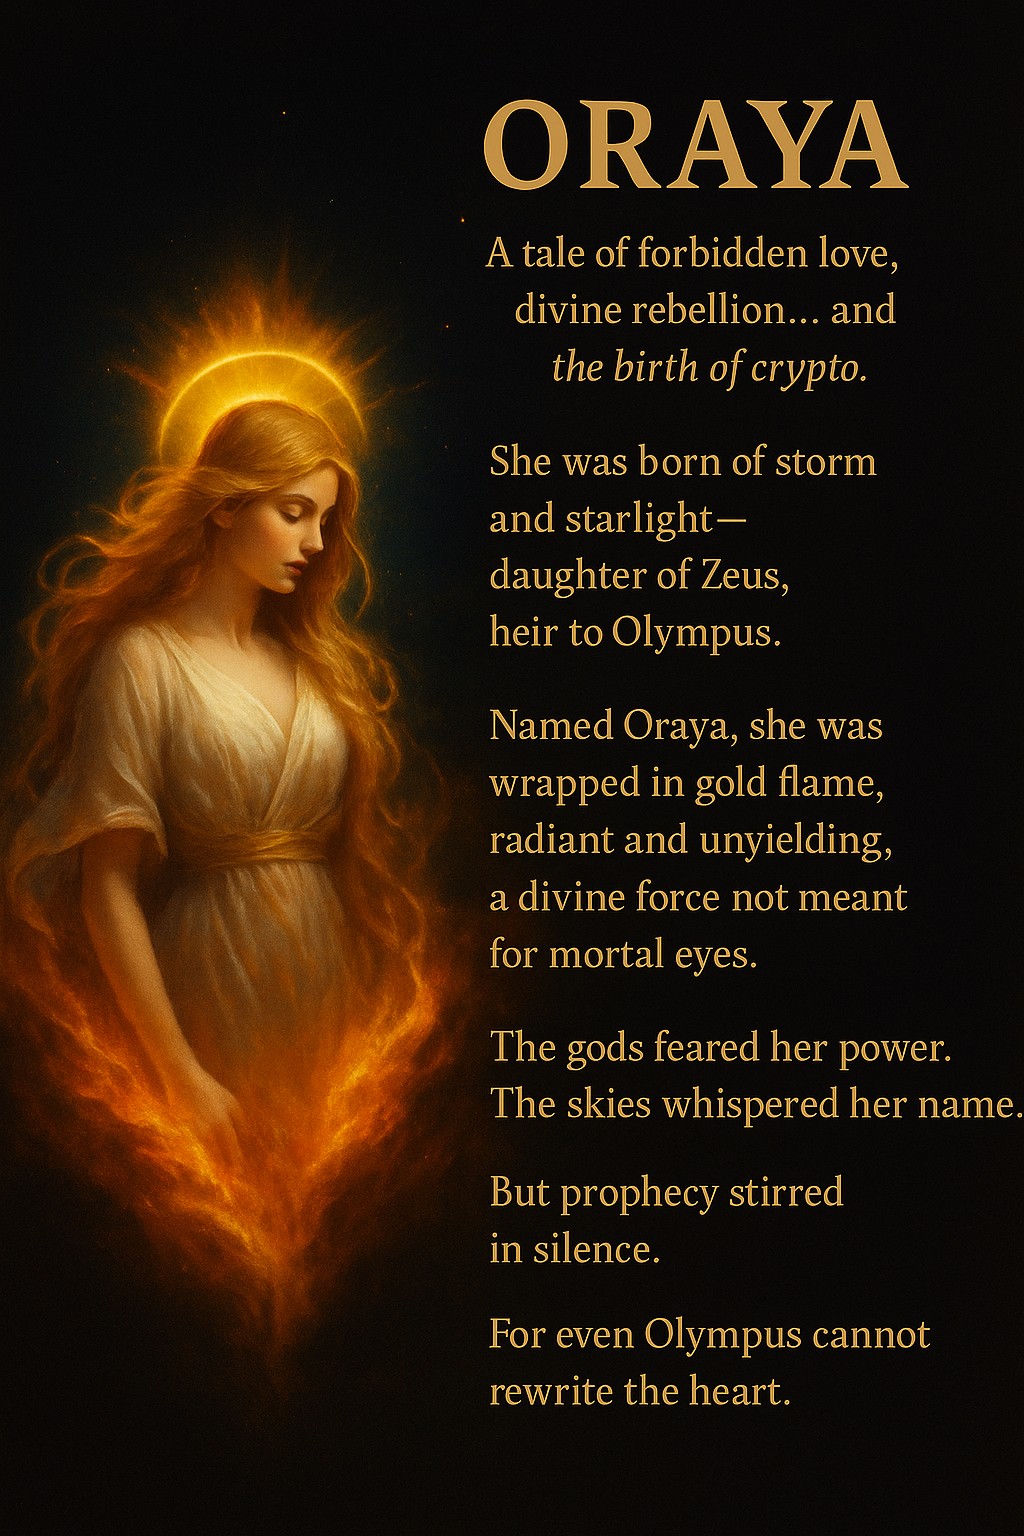 ORAYA
A tale of forbidden love,
divine rebellion... and
the birth of crypto.
She was born of storm
and starlight—
daughter of Zeus,
heir to Olympus.
Named Oraya, she was
wrapped in gold flame,
radiant and unyielding,
a divine force not meant
for mortal eyes.
The gods feared her power.
The skies whispered her name.
But prophecy stirred
in silence.
For even Olympus cannot
rewrite the heart.